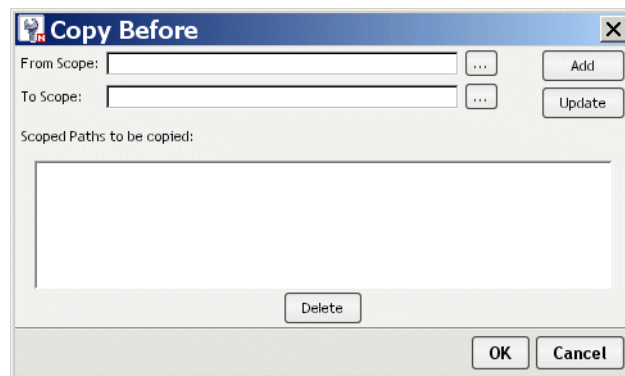 Copy Before
From Scope: ... Add
To Scope: ... Update
Scoped Paths to be copied:
Delete
OK Cancel